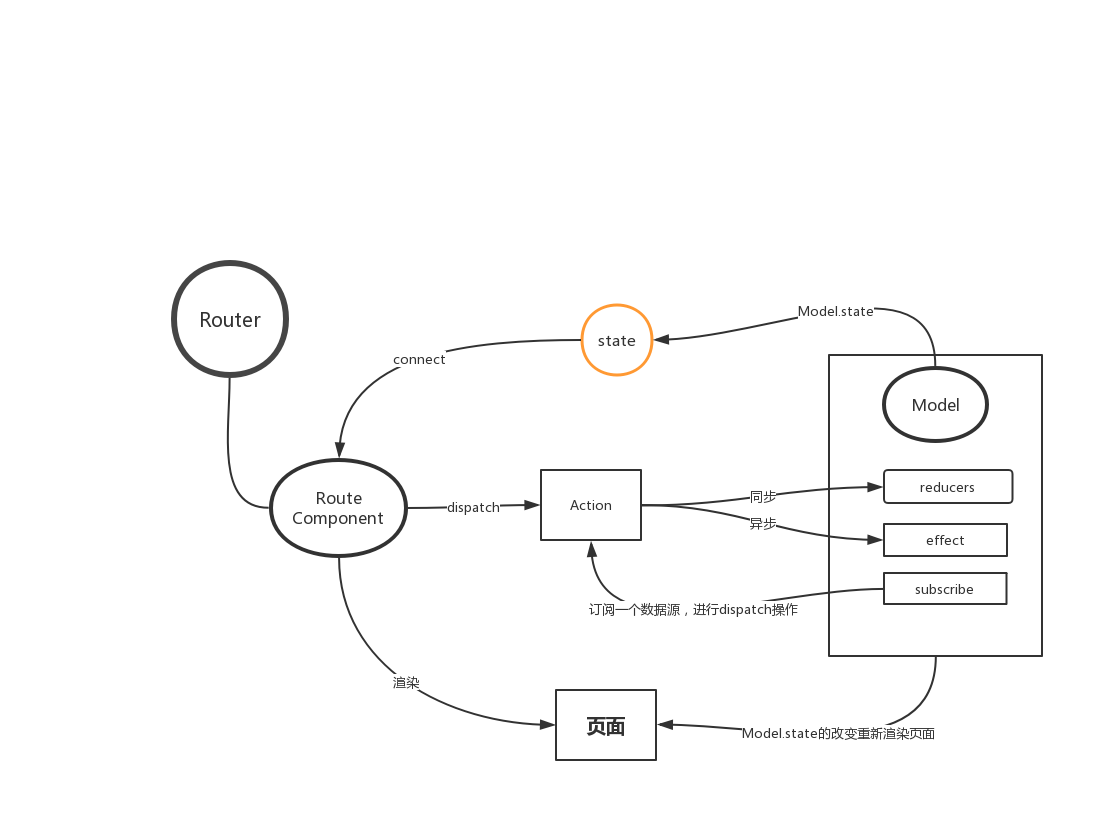 Router
Model.state
state
connect
Model
Route
Component
dispatch
Action
同步
异步
reducers
effect
subscribe
订阅一个数据源，进行dispatch操作
渲染
页面
Model.state的改变重新渲染页面